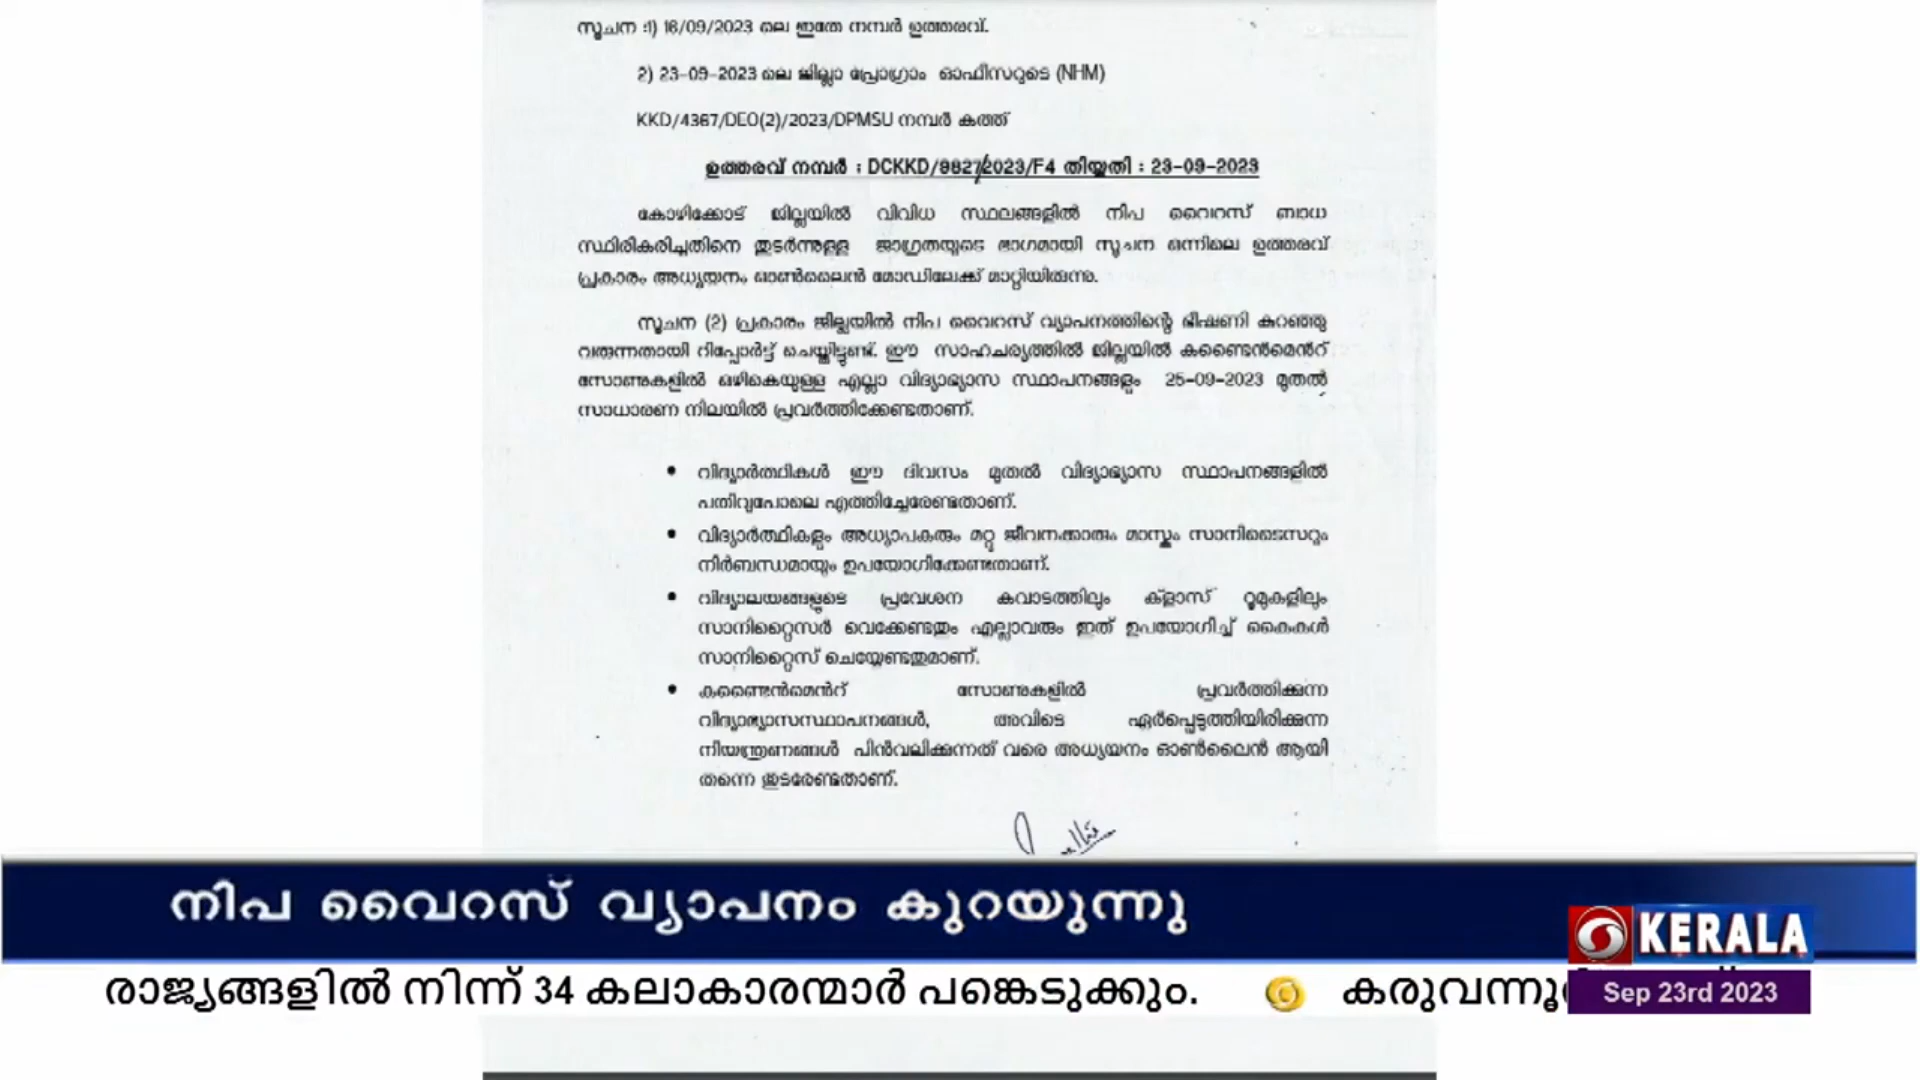 സൂചന :1) 16/09/2023 ലെ ഇതേ നമ്പർ ഉത്തരവ്.
2) 23-09-2023 ലെ ജില്ലാ പ്രോഗ്രാം ഓഫീസറുടെ (NHM)
KKD/4367/DEO(2)/2023/DPMSU നമ്പർ കത്ത്
ഉത്തരവ് നമ്പർ : DCKKD/9827/2023/F4 തിയ്യതി : 23-09-2023
കോഴിക്കോട് ജില്ലയിൽ വിവിധ സ്ഥലങ്ങളിൽ നിപ വൈറസ് ബാധ
സ്ഥിരീകരിച്ചതിനെ തുടർന്നുള്ള ജാഗ്രതയുടെ ഭാഗമായി സൂചന ഒന്നിലെ ഉത്തരവ്
പ്രകാരം അധ്യയനം ഓൺലൈൻ മോഡിലേക്ക് മാറ്റിയിരുന്നു.
സൂചന (2) പ്രകാരം ജില്ലയിൽ നിപ വൈറസ് വ്യാപനത്തിന്റെ ഭീഷണി കുറഞ്ഞു
വരുന്നതായി റിപ്പോർട്ട് ചെയ്തിട്ടുണ്ട്. ഈ സാഹചര്യത്തിൽ ജില്ലയിൽ കണ്ടൈൻമെൻറ്
സോണുകളിൽ ഒഴികെയുള്ള എല്ലാ വിദ്യാഭ്യാസ സ്ഥാപനങ്ങളും 25-09-2023 മുതൽ
സാധാരണ നിലയിൽ പ്രവർത്തിക്കേണ്ടതാണ്.
• വിദ്യാർത്ഥികൾ ഈ ദിവസം മുതൽ വിദ്യാഭ്യാസ സ്ഥാപനങ്ങളിൽ
പതിവുപോലെ എത്തിച്ചേരേണ്ടതാണ്.
• വിദ്യാർത്ഥികളും അധ്യാപകരും മറ്റു ജീവനക്കാരും മാസ്കും സാനിടൈസറും
നിർബന്ധമായും ഉപയോഗിക്കേണ്ടതാണ്.
• വിദ്യാലയങ്ങളുടെ പ്രവേശന കവാടത്തിലും ക്ളാസ് റൂമുകളിലും
സാനിറ്റൈസർ വെക്കേണ്ടതും എല്ലാവരും ഇത് ഉപയോഗിച്ച് കൈകൾ
സാനിറ്റൈസ് ചെയ്യേണ്ടതുമാണ്.
• കണ്ടൈൻമെൻറ് സോണുകളിൽ പ്രവർത്തിക്കുന്ന
വിദ്യാഭ്യാസസ്ഥാപനങ്ങൾ, അവിടെ ഏർപ്പെടുത്തിയിരിക്കുന്ന
നിയന്ത്രണങ്ങൾ പിൻവലിക്കുന്നത് വരെ അധ്യയനം ഓൺലൈൻ ആയി
തന്നെ തുടരേണ്ടതാണ്.
നിപ വൈറസ് വ്യാപനം കുറയുന്നു
KERALA
രാജ്യങ്ങളിൽ നിന്ന് 34 കലാകാരന്മാർ പങ്കെടുക്കും.
Sep 23rd 2023